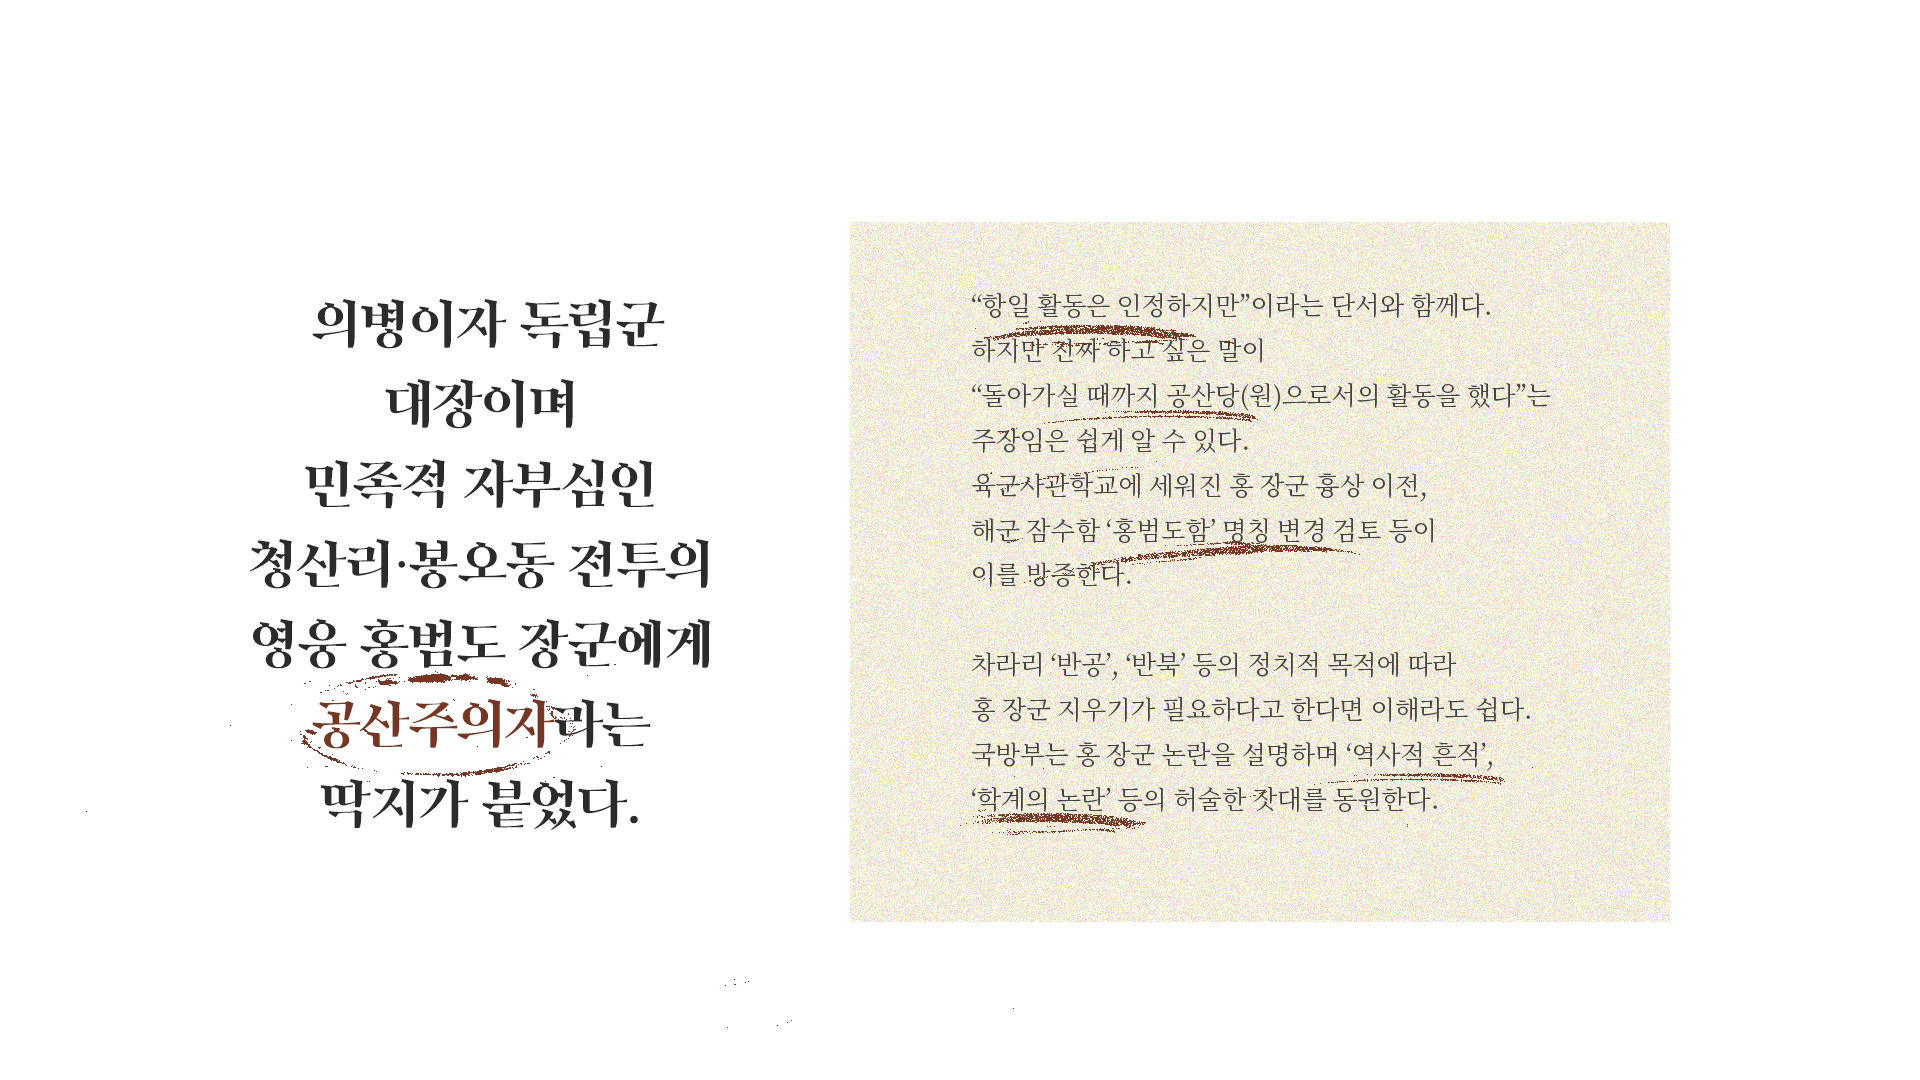 의병이자 독립군
대장이며
민족적 자부심인
청산리·봉오동 전투의
영웅 홍범도 장군에게
공산주의자라는
딱지가 붙었다.
“항일 활동은 인정하지만”이라는 단서와 함께다.
하지만 진짜 하고 싶은 말이
“돌아가실 때까지 공산당(원)으로서의 활동을 했다”는
주장임은 쉽게 알 수 있다.
육군사관학교에 세워진 홍 장군 흉상 이전,
해군 잠수함 ‘홍범도함’ 명칭 변경 검토 등이
이를 방증한다.
차라리 ‘반공’, ‘반북’ 등의 정치적 목적에 따라
홍 장군 지우기가 필요하다고 한다면 이해라도 쉽다.
국방부는 홍 장군 논란을 설명하며 ‘역사적 흔적’,
‘학계의 논란’ 등의 허술한 잣대를 동원한다.